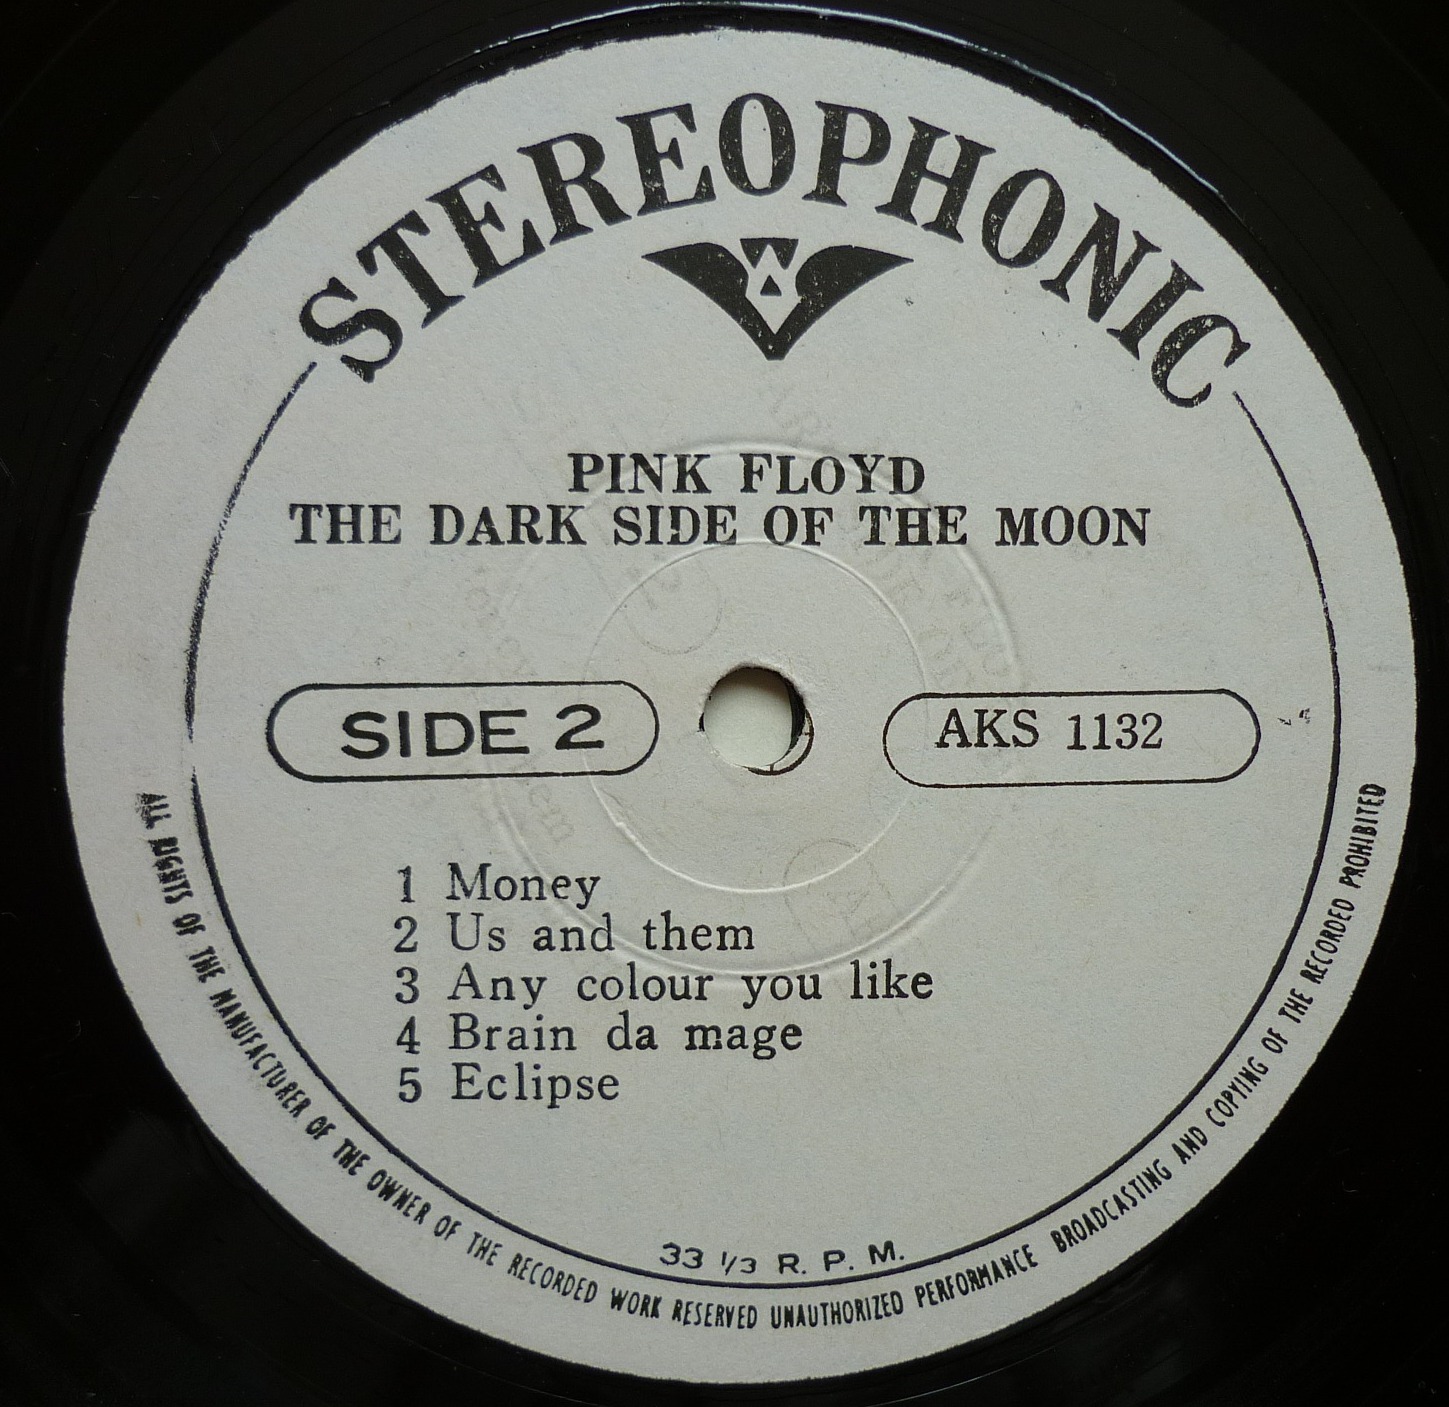 STEREOPHONIC
PINK FLOYD
THE DARK SIDE OF THE MOON
SIDE 2
AKS 1132
1 Money
2 Us and them
3 Any colour you like
4 Brain da mage
5 Eclipse
33 1/3 R. P. M.
ALL RIGHTS OF THE MANUFACTURER OF THE OWNER OF THE RECORDED WORK RESERVED UNAUTHORIZED PERFORMANCE BROADCASTING AND COPYING OF THE RECORDED PROHIBITED